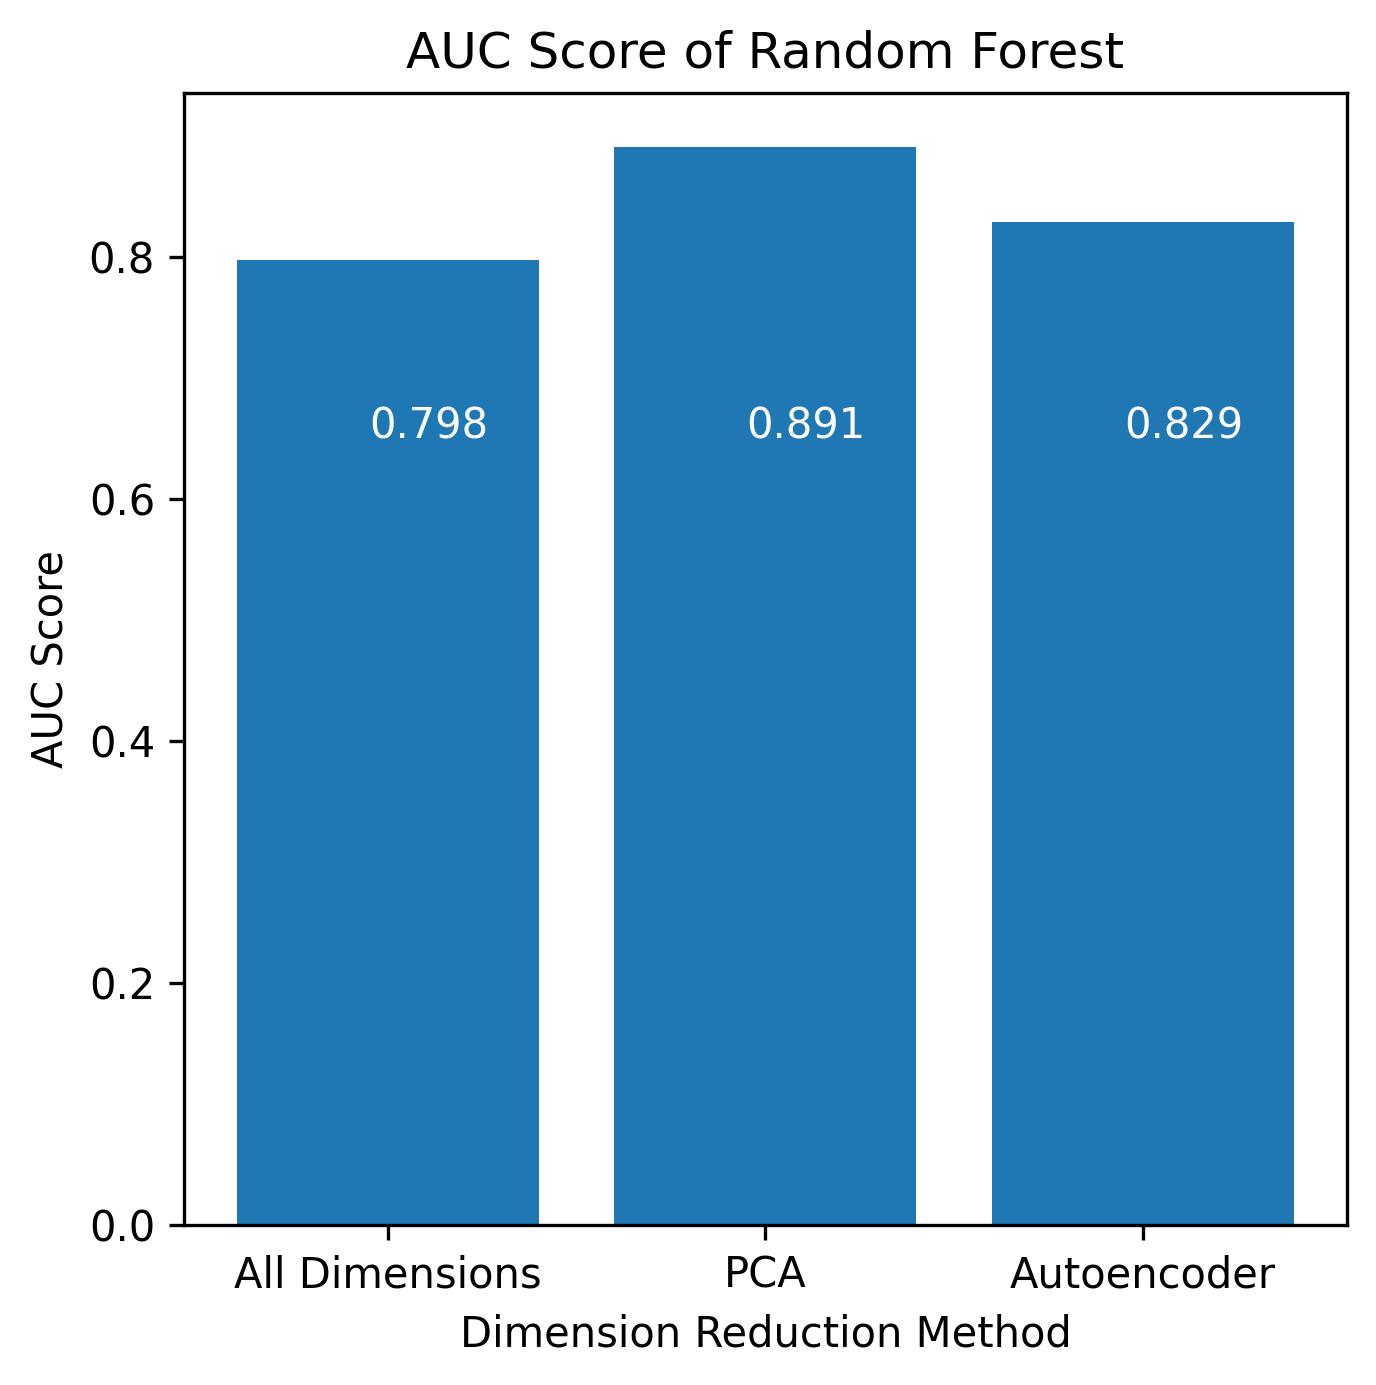 AUC Score of Random Forest
AUC Score
0.8
0.6
0.4
0.2
0.0
0.798
0.891
0.829
All Dimensions
PCA
Autoencoder
Dimension Reduction Method